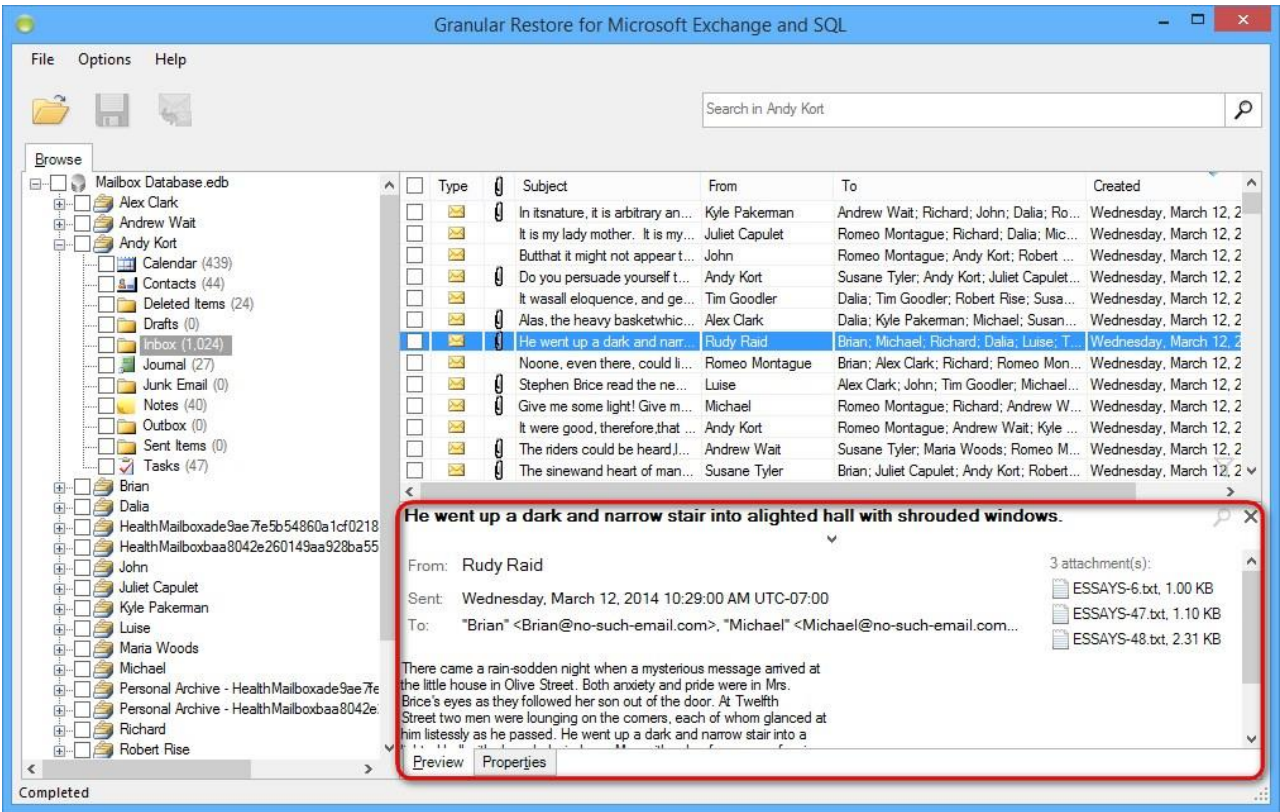 Granular Restore for Microsoft Exchange and SQL
File Options Help
Search in Andy Kort
Browse
Mailbox Database.edb
Alex Clark
Andrew Wait
Andy Kort
Calendar (439)
Contacts (44)
Deleted Items (24)
Drafts (0)
Inbox (1,024)
Journal (27)
Junk Email (0)
Notes (40)
Outbox (0)
Sent Items (0)
Tasks (47)
Brian
Dalia
HealthMailboxade9ae7fe5b54860a1cf0218
HealthMailboxbaa8042e260149aa928ba55
John
Juliet Capulet
Kyle Pakerman
Luise
Maria Woods
Michael
Personal Archive - HealthMailboxade9ae7fe
Personal Archive - HealthMailboxbaa8042e
Richard
Robert Rise
Type Subject From To Created
In itsnature, it is arbitrary an... Kyle Pakerman Andrew Wait; Richard; John; Dalia; Ro... Wednesday, March 12, 2
It is my lady mother. It is my... Juliet Capulet Romeo Montague; Richard; Dalia; Mic... Wednesday, March 12, 2
Butthat it might not appear t... John Romeo Montague; Andy Kort; Robert ... Wednesday, March 12, 2
Do you persuade yourself t... Andy Kort Susane Tyler; Andy Kort; Juliet Capulet... Wednesday, March 12, 2
It wasall eloquence, and ge... Tim Goodler Dalia; Tim Goodler; Robert Rise; Susa... Wednesday, March 12, 2
Alas, the heavy basketwhic... Alex Clark Dalia; Kyle Pakerman; Michael; Susan... Wednesday, March 12, 2
He went up a dark and narr... Rudy Raid Brian; Michael; Richard; Dalia; Luise; T... Wednesday, March 12, 2
Noone, even there, could li... Romeo Montague Brian; Alex Clark; Richard; Romeo Mon... Wednesday, March 12, 2
Stephen Brice read the ne... Luise Alex Clark; John; Tim Goodler; Michael... Wednesday, March 12, 2
Give me some light! Give m... Michael Romeo Montague; Richard; Andrew W... Wednesday, March 12, 2
It were good, therefore,that ... Andy Kort Romeo Montague; Andrew Wait; Kyle ... Wednesday, March 12, 2
The riders could be heard,l... Andrew Wait Susane Tyler; Maria Woods; Romeo M... Wednesday, March 12, 2
The sinewand heart of man... Susane Tyler Brian; Juliet Capulet; Andy Kort; Robert... Wednesday, March 12, 2
He went up a dark and narrow stair into alighted hall with shrouded windows.
From: Rudy Raid
Sent: Wednesday, March 12, 2014 10:29:00 AM UTC-07:00
To: "Brian" <Brian@no-such-email.com>, "Michael" <Michael@no-such-email.com...
3 attachment(s):
ESSAYS-6.txt, 1.00 KB
ESSAYS-47.txt, 1.10 KB
ESSAYS-48.txt, 2.31 KB
There came a rain-sodden night when a mysterious message arrived at
the little house in Olive Street. Both anxiety and pride were in Mrs.
Brice's eyes as they followed her son out of the door. At Twelfth
Street two men were lounging on the corners, each of whom glanced at
him listessly as he passed. He went up a dark and narrow stair into a
Preview Properties
Completed